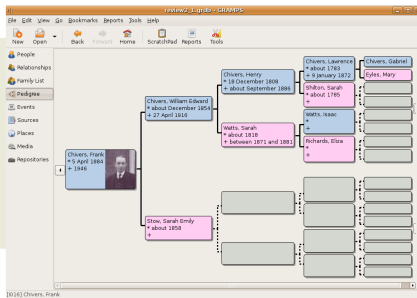 review2_1.grdb - GRAMPS
File Edit View Go Bookmarks Reports Tools Help
New Open Back Forward Home ScratchPad Reports Tools
People
Relationships
Family List
Pedigree
Events
Sources
Places
Media
Repositories
Chivers, Frank
* 5 April 1884
+ 1946
Chivers, William Edward
* about December 1854
+ 27 April 1916
Stow, Sarah Emily
* about 1858
+
Chivers, Henry
* 18 December 1808
+ about September 1886
Watts, Sarah
* about 1818
+ between 1871 and 1881
Chivers, Lawrence
* about 1783
+ 9 January 1872
Shilton, Sarah
* about 1785
+
Watts, Isaac
*
+
Richards, Eliza
*
+
Chivers, Gabriel
Eyles, Mary
[I016] Chivers, Frank